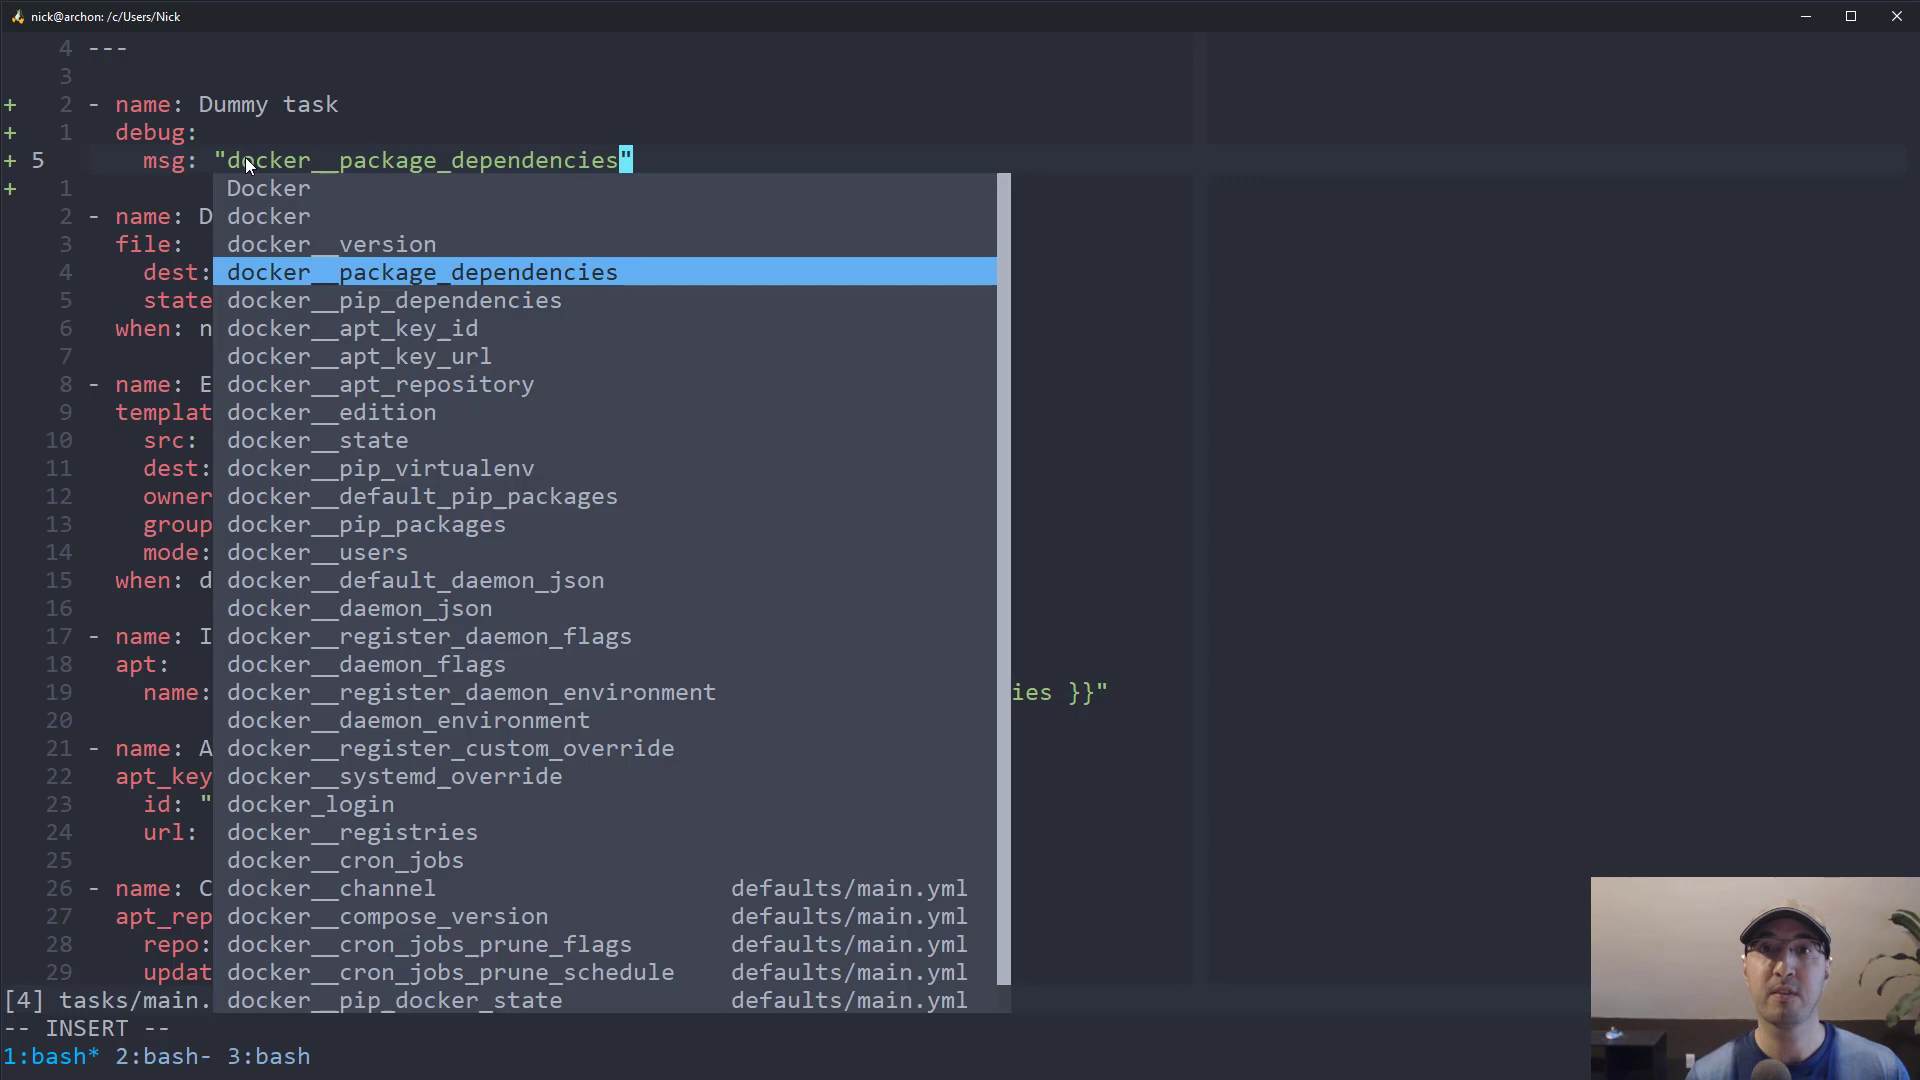 nick@archon: /c/Users/Nick
4 ---
3
+ 2 - name: Dummy task
+ 1 debug:
+ 5 msg: "docker__package_dependencies"
+ 1 Docker
2 - name: D docker
3 file: docker__version
4 dest: docker__package_dependencies
5 state docker__pip_dependencies
6 when: n docker__apt_key_id
7 docker__apt_key_url
8 - name: E docker__apt_repository
9 templat docker__edition
10 src: docker__state
11 dest: docker__pip_virtualenv
12 owner docker__default_pip_packages
13 group docker__pip_packages
14 mode: docker__users
15 when: d docker__default_daemon_json
16 docker__daemon_json
17 - name: I docker__register_daemon_flags
18 apt: docker__daemon_flags
19 name: docker__register_daemon_environment ies }}"
20 docker__daemon_environment
21 - name: A docker__register_custom_override
22 apt_key docker__systemd_override
23 id: " docker_login
24 url: docker__registries
25 docker__cron_jobs
26 - name: C docker__channel defaults/main.yml
27 apt_rep docker__compose_version defaults/main.yml
28 repo: docker__cron_jobs_prune_flags defaults/main.yml
29 updat docker__cron_jobs_prune_schedule defaults/main.yml
[4] tasks/main. docker__pip_docker_state defaults/main.yml
-- INSERT --
1:bash* 2:bash- 3:bash